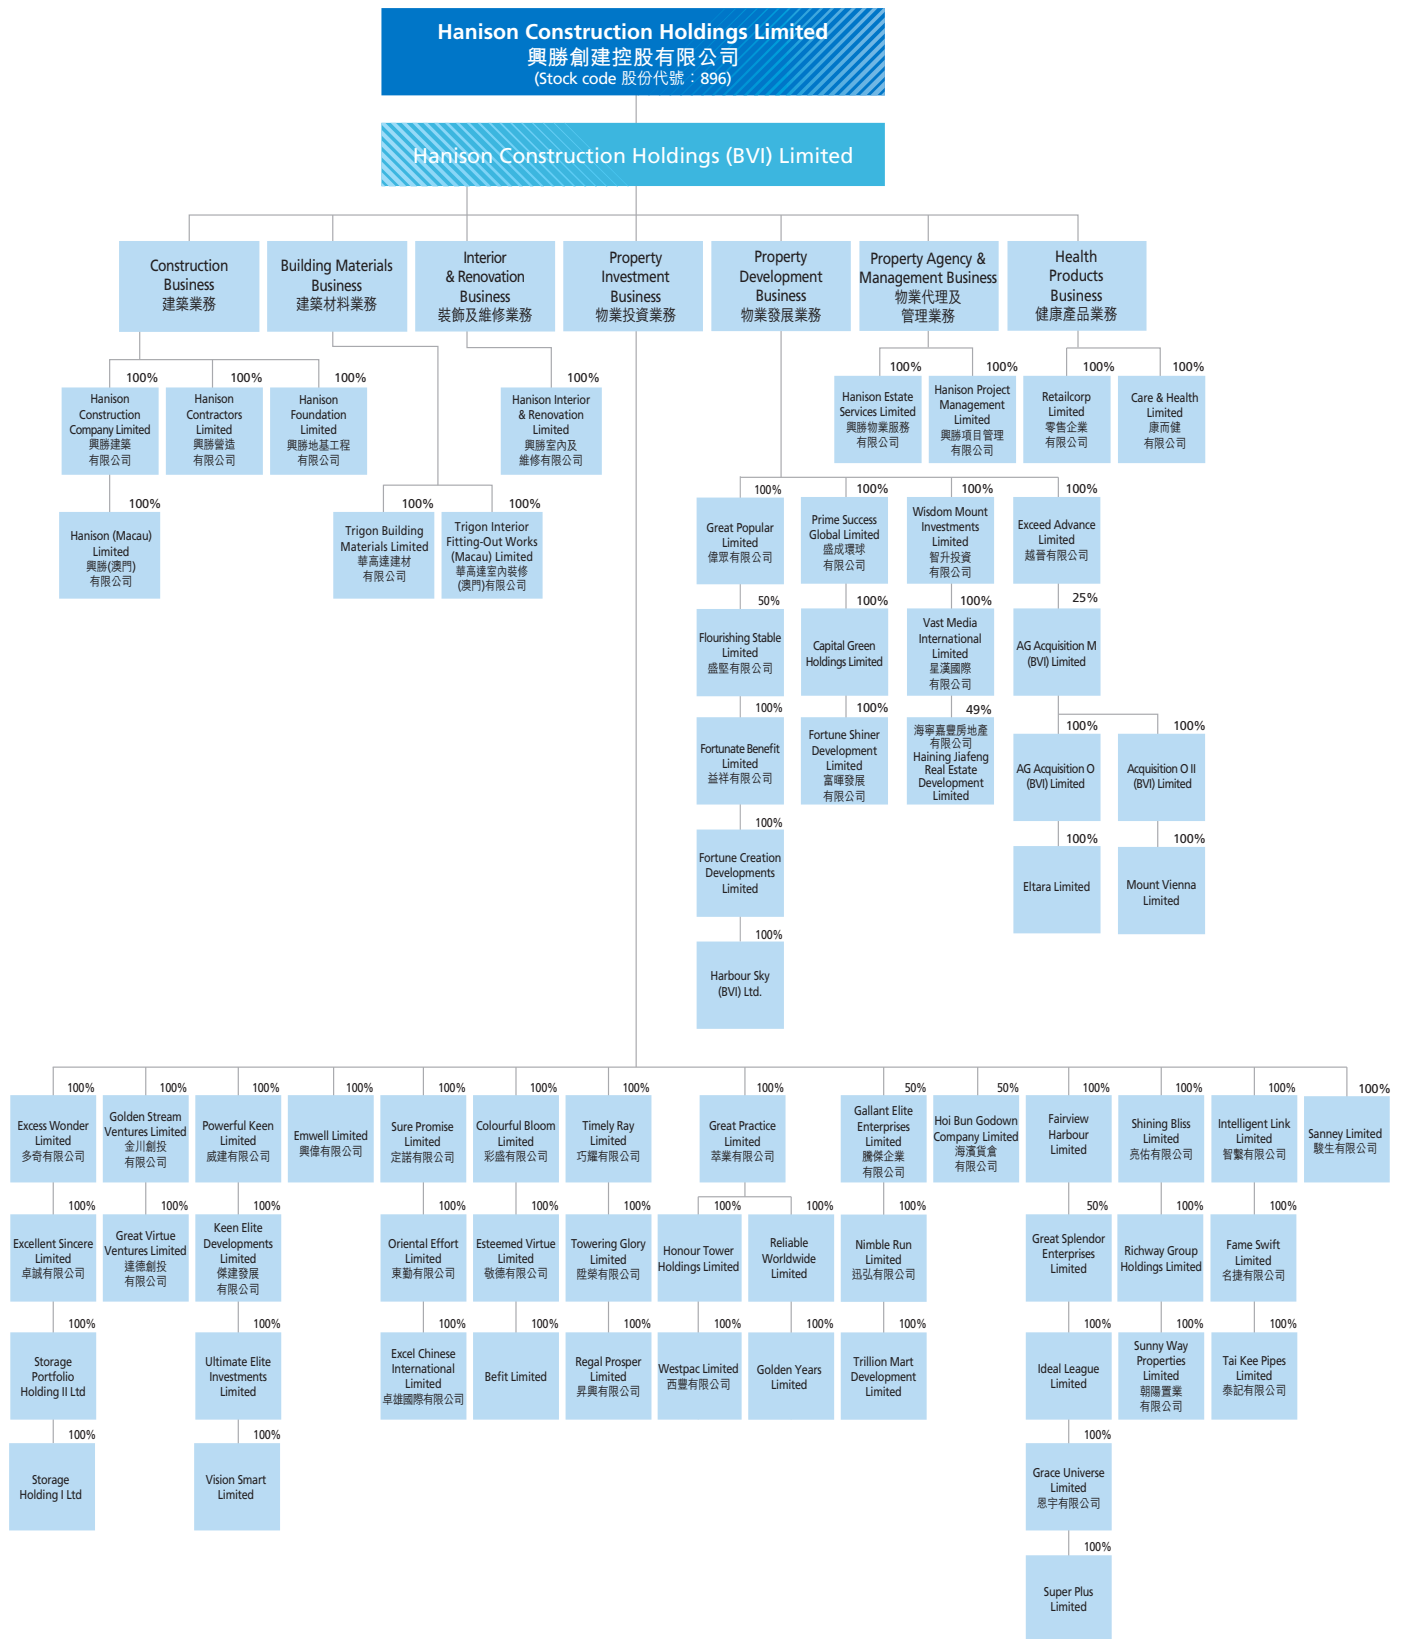 Hanison Construction Holdings Limited
興勝創建控股有限公司
(Stock code 股份代號：896)
Hanison Construction Holdings (BVI) Limited
Construction
Business
建築業務
Building Materials
Business
建築材料業務
Interior
& Renovation
Business
裝飾及維修業務
Property
Investment
Business
物業投資業務
Property
Development
Business
物業發展業務
Property Agency &
Management Business
物業代理及
管理業務
Health
Products
Business
健康產品業務
100%
Hanison
Construction
Company Limited
興勝建築
有限公司
100%
Hanison
Contractors
Limited
興勝營造
有限公司
100%
Hanison
Foundation
Limited
興勝地基工程
有限公司
100%
Hanison Interior
& Renovation
Limited
興勝室內及
維修有限公司
100%
Hanison Estate
Services Limited
興勝物業服務
有限公司
100%
Hanison Project
Management
Limited
興勝項目管理
有限公司
100%
Retailcorp
Limited
零售企業
有限公司
100%
Care & Health
Limited
康而健
有限公司
100%
Hanison (Macau)
Limited
興勝(澳門)
有限公司
100%
Trigon Building
Materials Limited
華高達建材
有限公司
100%
Trigon Interior
Fitting-Out Works
(Macau) Limited
華高達室內裝修
(澳門)有限公司
100%
Great Popular
Limited
偉眾有限公司
100%
Prime Success
Global Limited
盛成環球
有限公司
100%
Wisdom Mount
Investments
Limited
智升投資
有限公司
100%
Exceed Advance
Limited
越晉有限公司
50%
Flourishing Stable
Limited
盛堅有限公司
100%
Capital Green
Holdings Limited
100%
Vast Media
International
Limited
星漢國際
有限公司
25%
AG Acquisition M
(BVI) Limited
100%
Fortunate Benefit
Limited
益祥有限公司
100%
Fortune Shiner
Development
Limited
富暉發展
有限公司
49%
海寧嘉豐房地產
有限公司
Haining Jiafeng
Real Estate
Development
Limited
100%
AG Acquisition O
(BVI) Limited
100%
Acquisition O II
(BVI) Limited
100%
Fortune Creation
Developments
Limited
100%
Eltara Limited
100%
Mount Vienna
Limited
100%
Harbour Sky
(BVI) Ltd.
100%
Excess Wonder
Limited
多奇有限公司
100%
Golden Stream
Ventures Limited
金川創投
有限公司
100%
Powerful Keen
Limited
威建有限公司
100%
Emwell Limited
興偉有限公司
100%
Sure Promise
Limited
定諾有限公司
100%
Colourful Bloom
Limited
彩盛有限公司
100%
Timely Ray
Limited
巧耀有限公司
100%
Great Practice
Limited
萃業有限公司
50%
Gallant Elite
Enterprises
Limited
騰傑企業
有限公司
50%
Hoi Bun Godown
Company Limited
海濱貨倉
有限公司
100%
Fairview
Harbour
Limited
100%
Shining Bliss
Limited
亮佑有限公司
100%
Intelligent Link
Limited
智繫有限公司
100%
Sanney Limited
駿生有限公司
100%
Excellent Sincere
Limited
卓誠有限公司
100%
Great Virtue
Ventures Limited
達德創投
有限公司
100%
Keen Elite
Developments
Limited
傑建發展
有限公司
100%
Oriental Effort
Limited
東勤有限公司
100%
Esteemed Virtue
Limited
敬德有限公司
100%
Towering Glory
Limited
陞榮有限公司
100%
Honour Tower
Holdings Limited
100%
Reliable
Worldwide
Limited
100%
Nimble Run
Limited
迅弘有限公司
50%
Great Splendor
Enterprises
Limited
100%
Richway Group
Holdings Limited
100%
Fame Swift
Limited
名捷有限公司
100%
Storage
Portfolio
Holding II Ltd
100%
Ultimate Elite
Investments
Limited
100%
Excel Chinese
International
Limited
卓雄國際有限公司
100%
Befit Limited
100%
Regal Prosper
Limited
昇興有限公司
100%
Westpac Limited
西豐有限公司
100%
Golden Years
Limited
100%
Trillion Mart
Development
Limited
100%
Ideal League
Limited
100%
Sunny Way
Properties
Limited
朝陽置業
有限公司
100%
Tai Kee Pipes
Limited
泰記有限公司
100%
Storage
Holding I Ltd
100%
Vision Smart
Limited
100%
Grace Universe
Limited
恩宇有限公司
100%
Super Plus
Limited